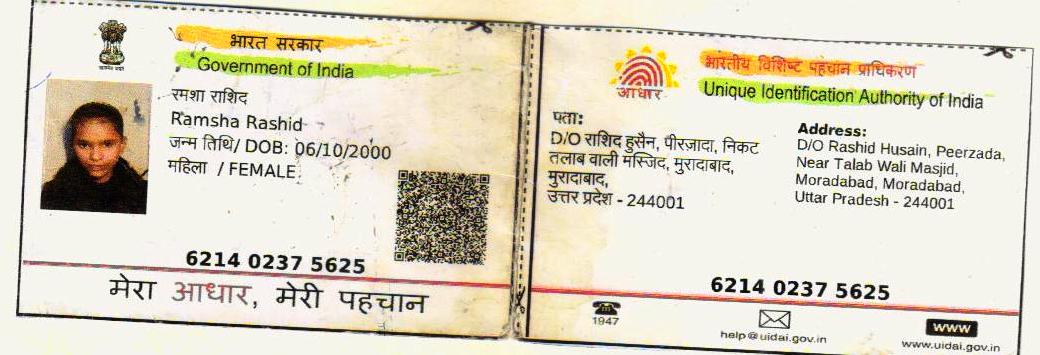 भारत सरकार
Government of India
रमशा राशिद
Ramsha Rashid
जन्म तिथि/ DOB: 06/10/2000
महिला / FEMALE
6214 0237 5625
मेरा आधार, मेरी पहचान
आधार
भारतीय विशिष्ट पहचान प्राधिकरण
Unique Identification Authority of India
पता:
D/O राशिद हुसैन, पीरज़ादा, निकट
तलाब वाली मस्जिद, मुरादाबाद,
मुरादाबाद,
उत्तर प्रदेश - 244001
Address:
D/O Rashid Husain, Peerzada,
Near Talab Wali Masjid,
Moradabad, Moradabad,
Uttar Pradesh - 244001
6214 0237 5625
1947
help@uidai.gov.in
WWW
www.uidai.gov.in